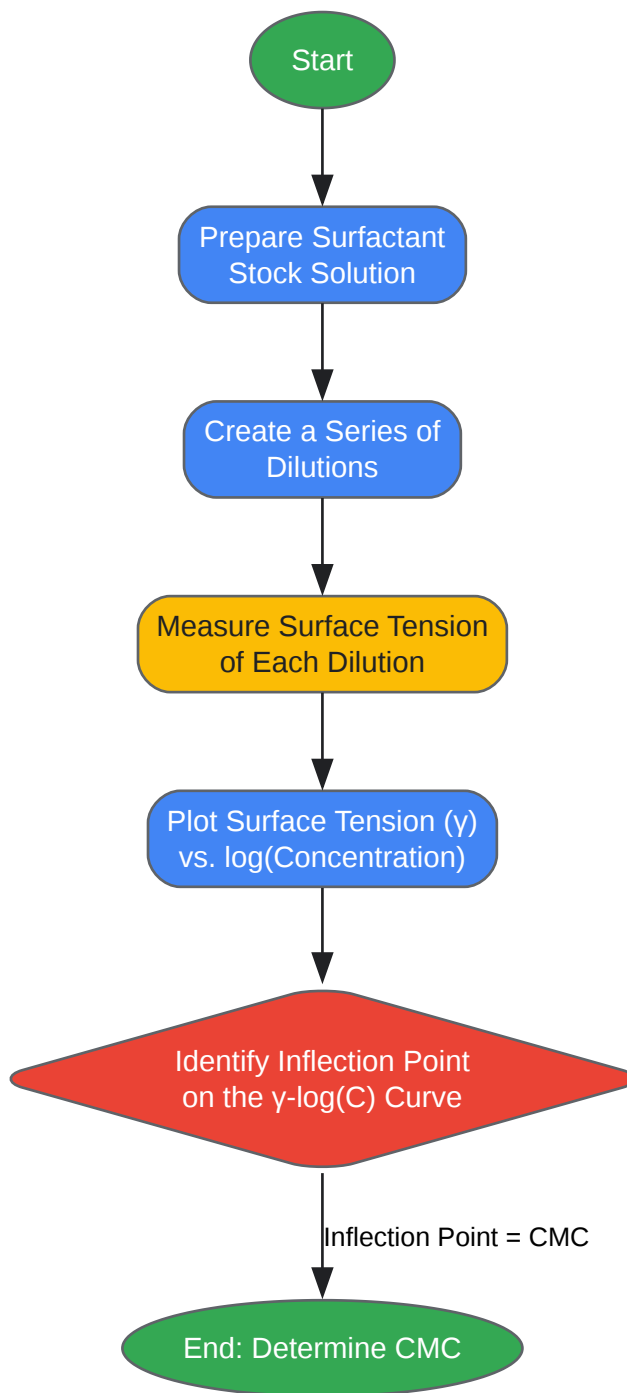 Start
Prepare Surfactant
Stock Solution
Create a Series of
Dilutions
Measure Surface Tension
of Each Dilution
Plot Surface Tension (γ)
vs. log(Concentration)
Identify Inflection Point
on the γ-log(C) Curve
Inflection Point = CMC
End: Determine CMC